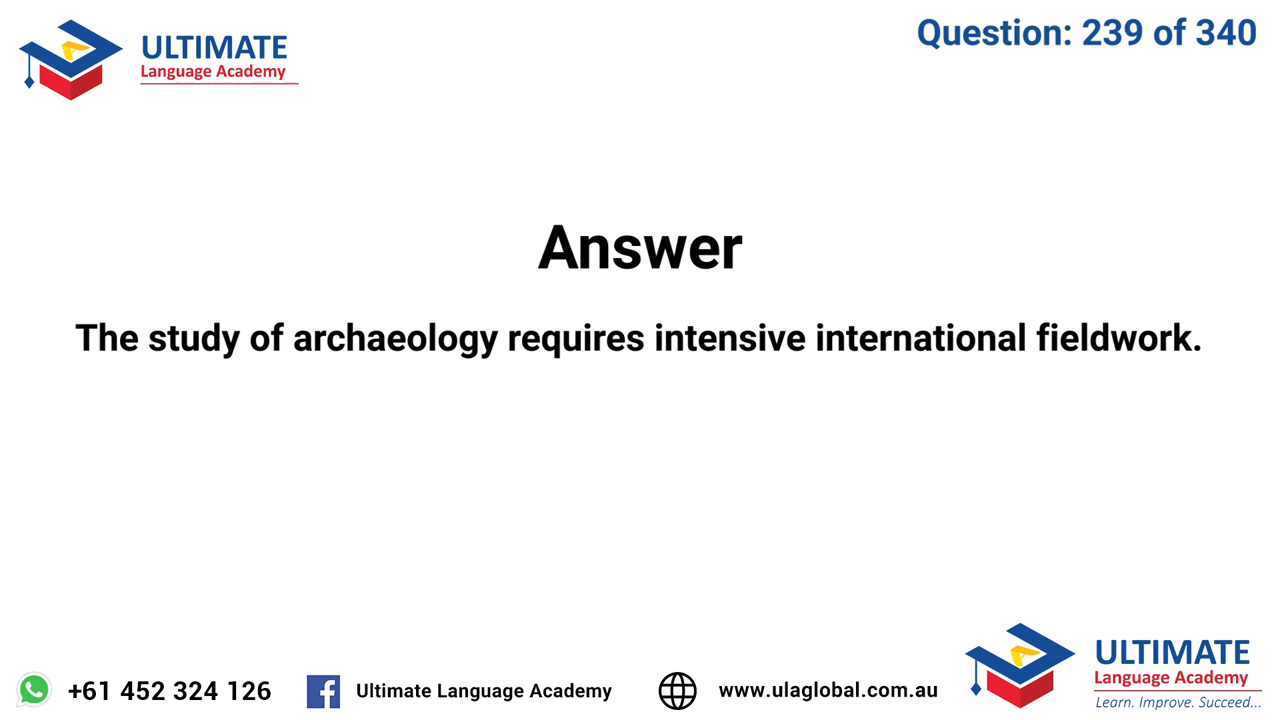 ULTIMATE
Language Academy
Question: 239 of 340
Answer
The study of archaeology requires intensive international fieldwork.
+61 452 324 126
Ultimate Language Academy
www.ulaglobal.com.au
ULTIMATE
Language Academy
Learn. Improve. Succeed...